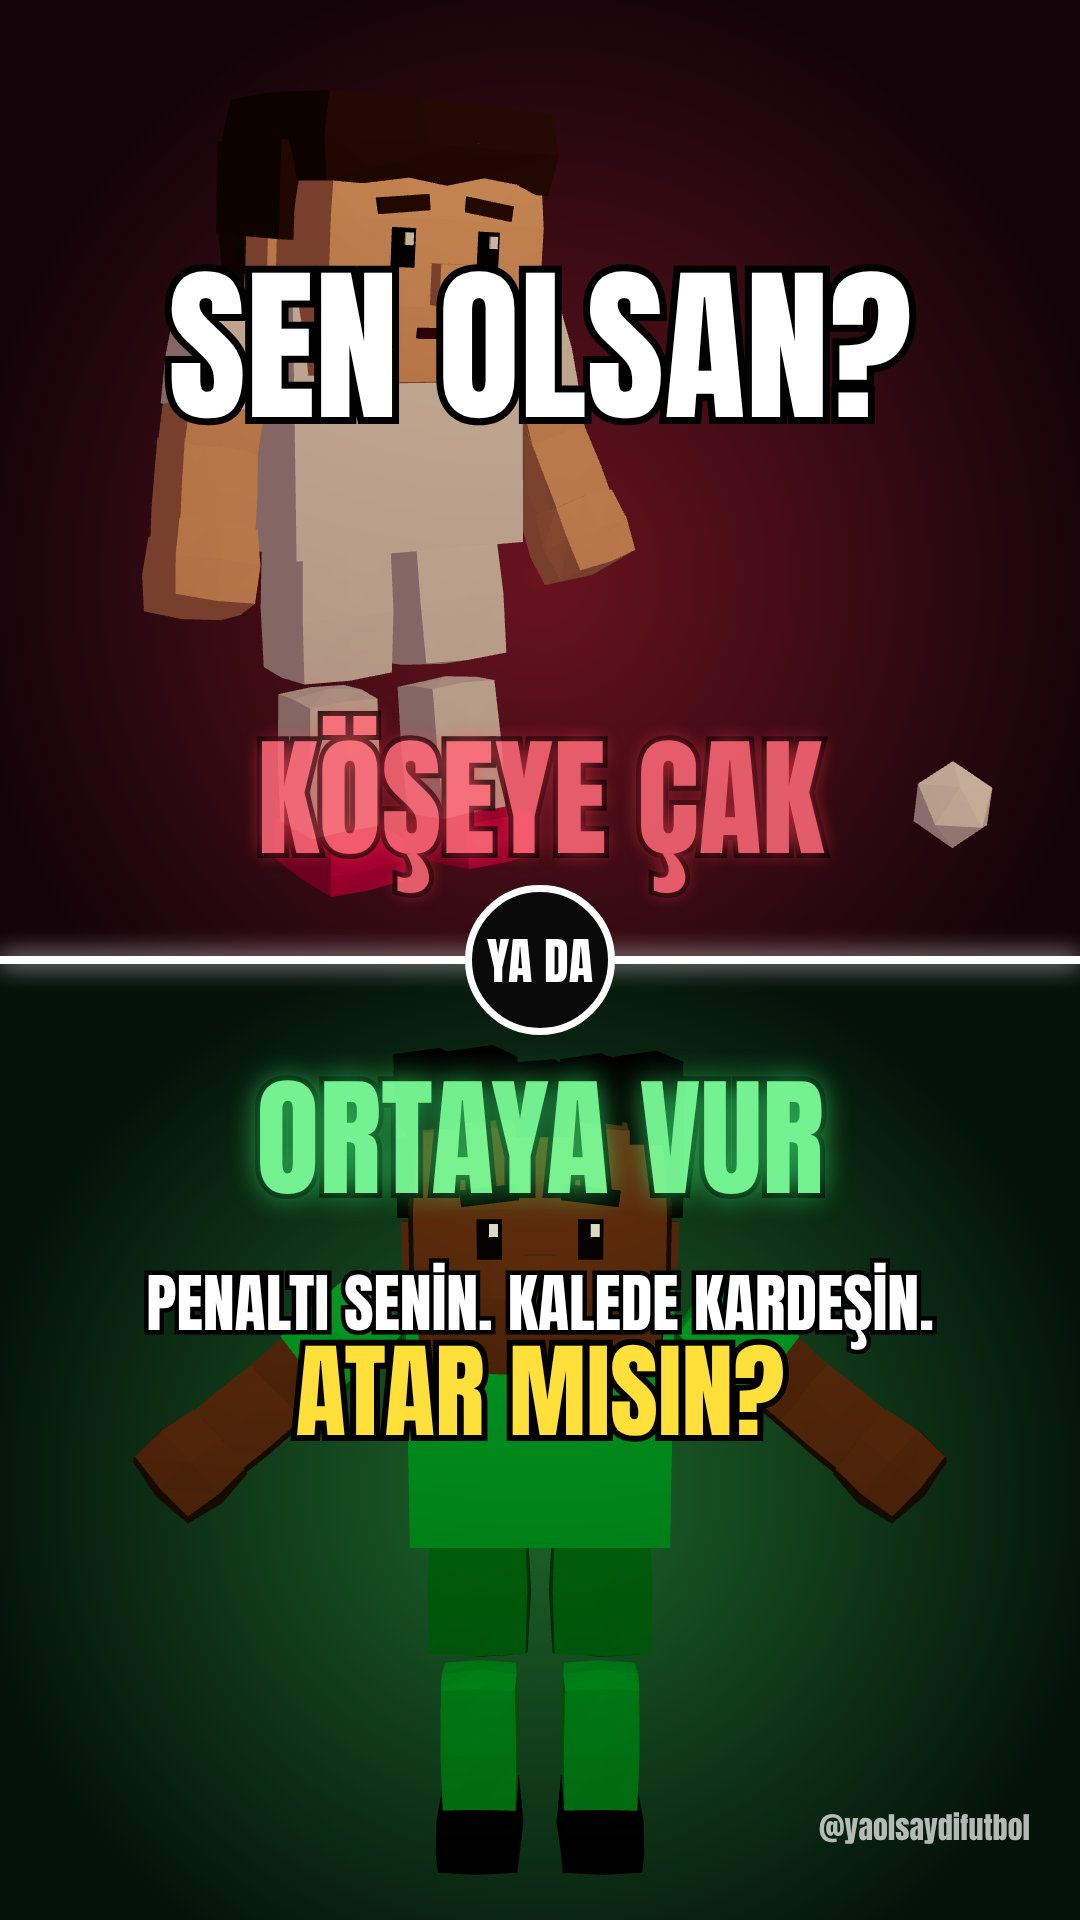 SEN OLSAN?
KÖŞEYE ÇAK
YA DA
ORTAYA VUR
PENALTI SENİN. KALEDE KARDEŞİN.
ATAR MISIN?
@yaolsaydifutbol